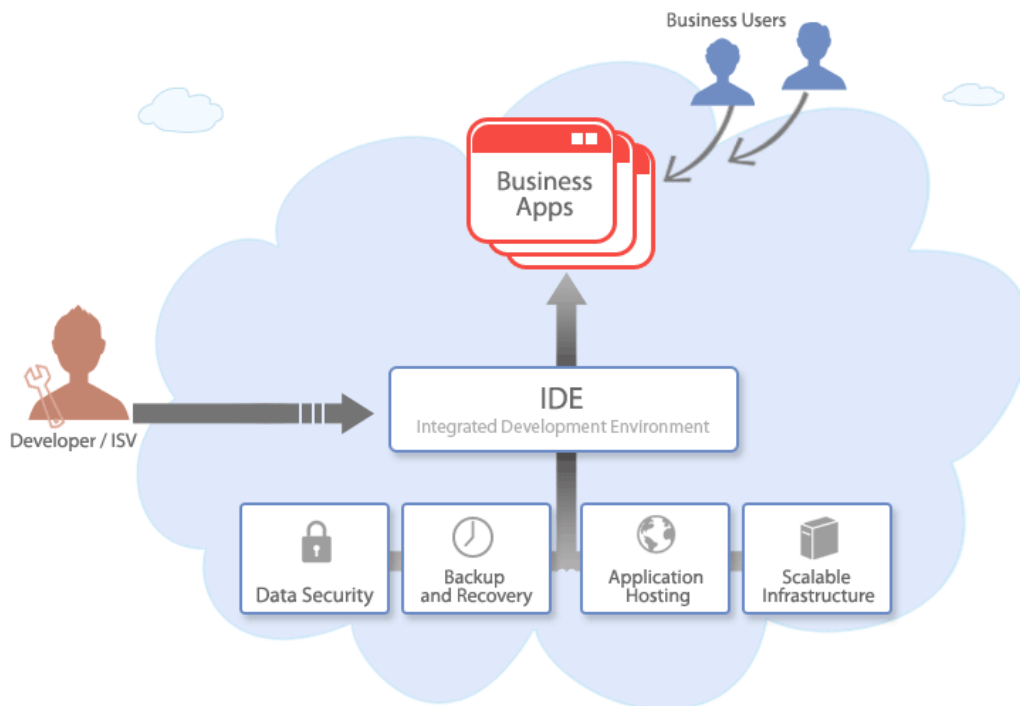 Business Users
Business
Apps
IDE
Integrated Development Environment
Developer / ISV
Data Security
Backup
and Recovery
Application
Hosting
Scalable
Infrastructure